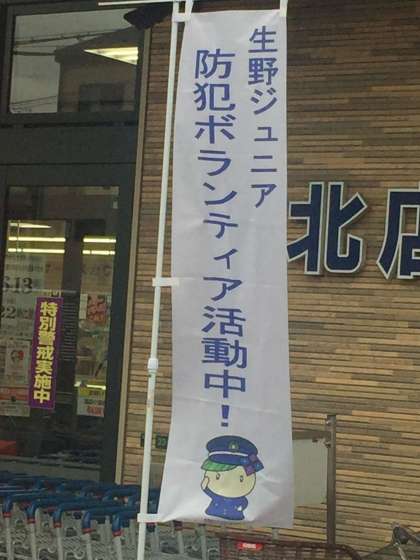 生野ジュニア
防犯ボランティア活動中!
北店
特別警戒実施中